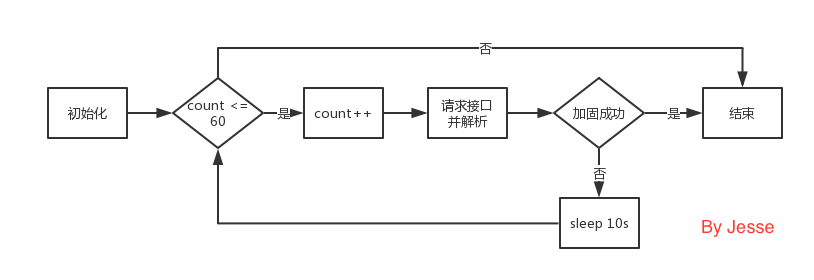 否
初始化
count <=
60
是
count++
请求接口
并解析
加固成功
是
结束
否
sleep 10s
By Jesse